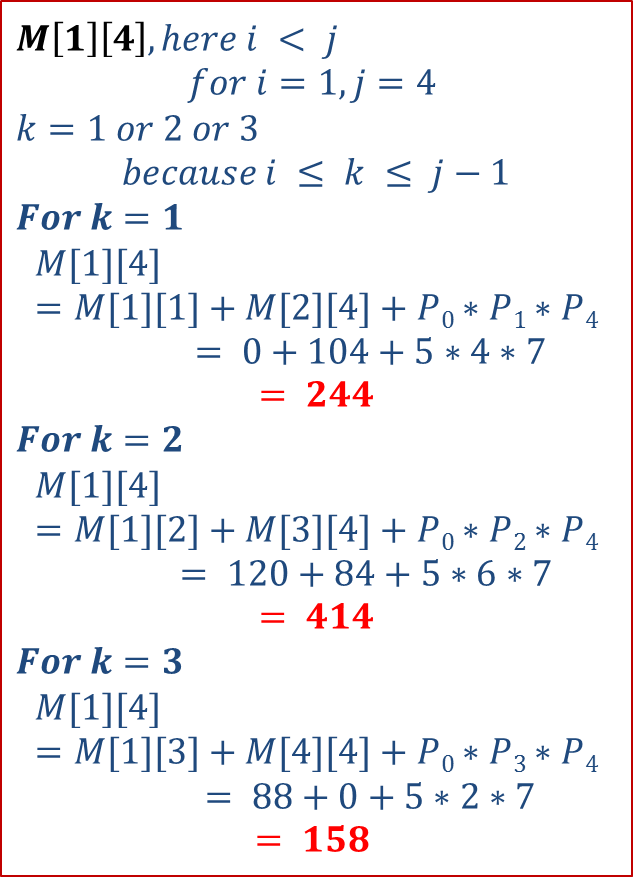 M[1][4], here i < j
for i = 1, j = 4
k = 1 or 2 or 3
because i ≤ k ≤ j − 1
For k = 1
M[1][4]
= M[1][1] + M[2][4] + P₀ ∗ P₁ ∗ P₄
= 0 + 104 + 5 ∗ 4 ∗ 7
= 244
For k = 2
M[1][4]
= M[1][2] + M[3][4] + P₀ ∗ P₂ ∗ P₄
= 120 + 84 + 5 ∗ 6 ∗ 7
= 414
For k = 3
M[1][4]
= M[1][3] + M[4][4] + P₀ ∗ P₃ ∗ P₄
= 88 + 0 + 5 ∗ 2 ∗ 7
= 158